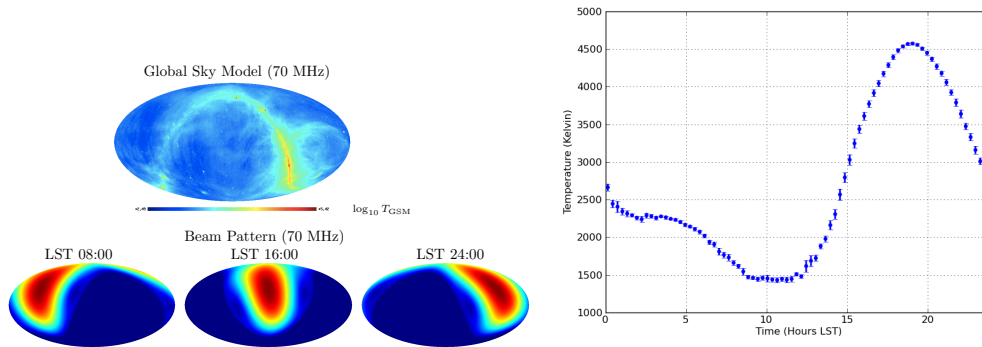 Global Sky Model (70 MHz)
log₁₀ T_GSM
Beam Pattern (70 MHz)
LST 08:00
LST 16:00
LST 24:00
5000
4500
4000
3500
3000
2500
2000
1500
1000
0
5
10
15
20
Temperature (Kelvin)
Time (Hours LST)